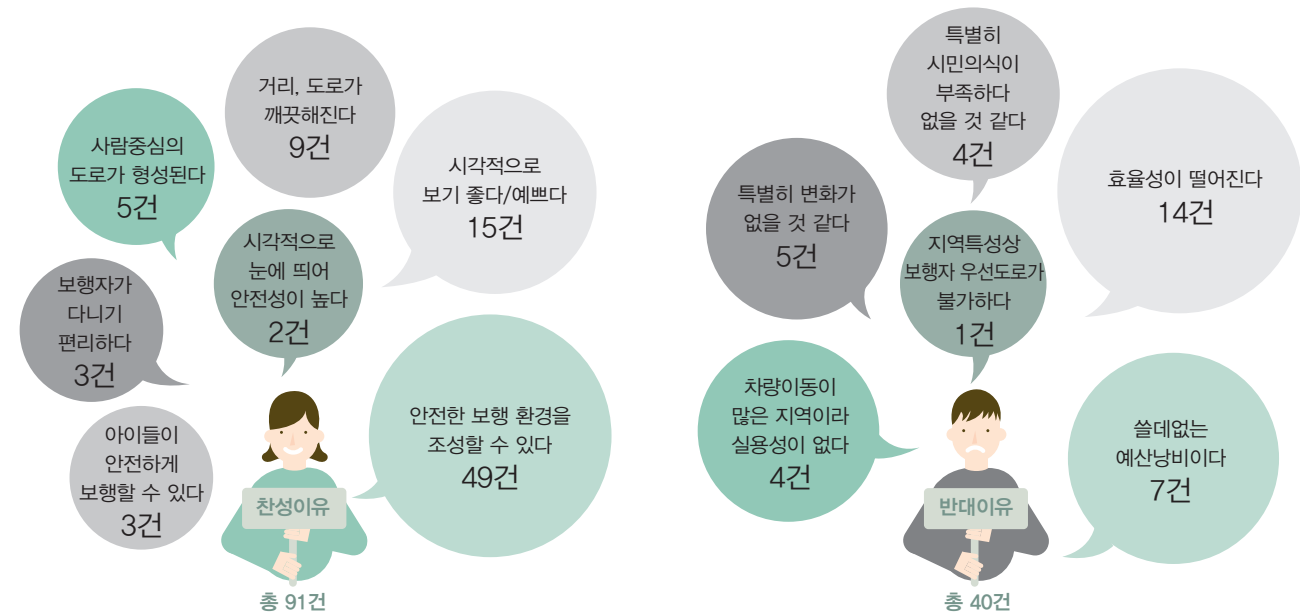 거리, 도로가
깨끗해진다
9건
사람중심의
도로가 형성된다
5건
시각적으로
보기 좋다/예쁘다
15건
시각적으로
눈에 띄어
안전성이 높다
2건
보행자가
다니기
편리하다
3건
안전한 보행 환경을
조성할 수 있다
49건
아이들이
안전하게
보행할 수 있다
3건
찬성이유
총 91건
특별히
시민의식이
부족하다
없을 것 같다
4건
효율성이 떨어진다
14건
특별히 변화가
없을 것 같다
5건
지역특성상
보행자 우선도로가
불가하다
1건
차량이동이
많은 지역이라
실용성이 없다
4건
쓸데없는
예산낭비이다
7건
반대이유
총 40건